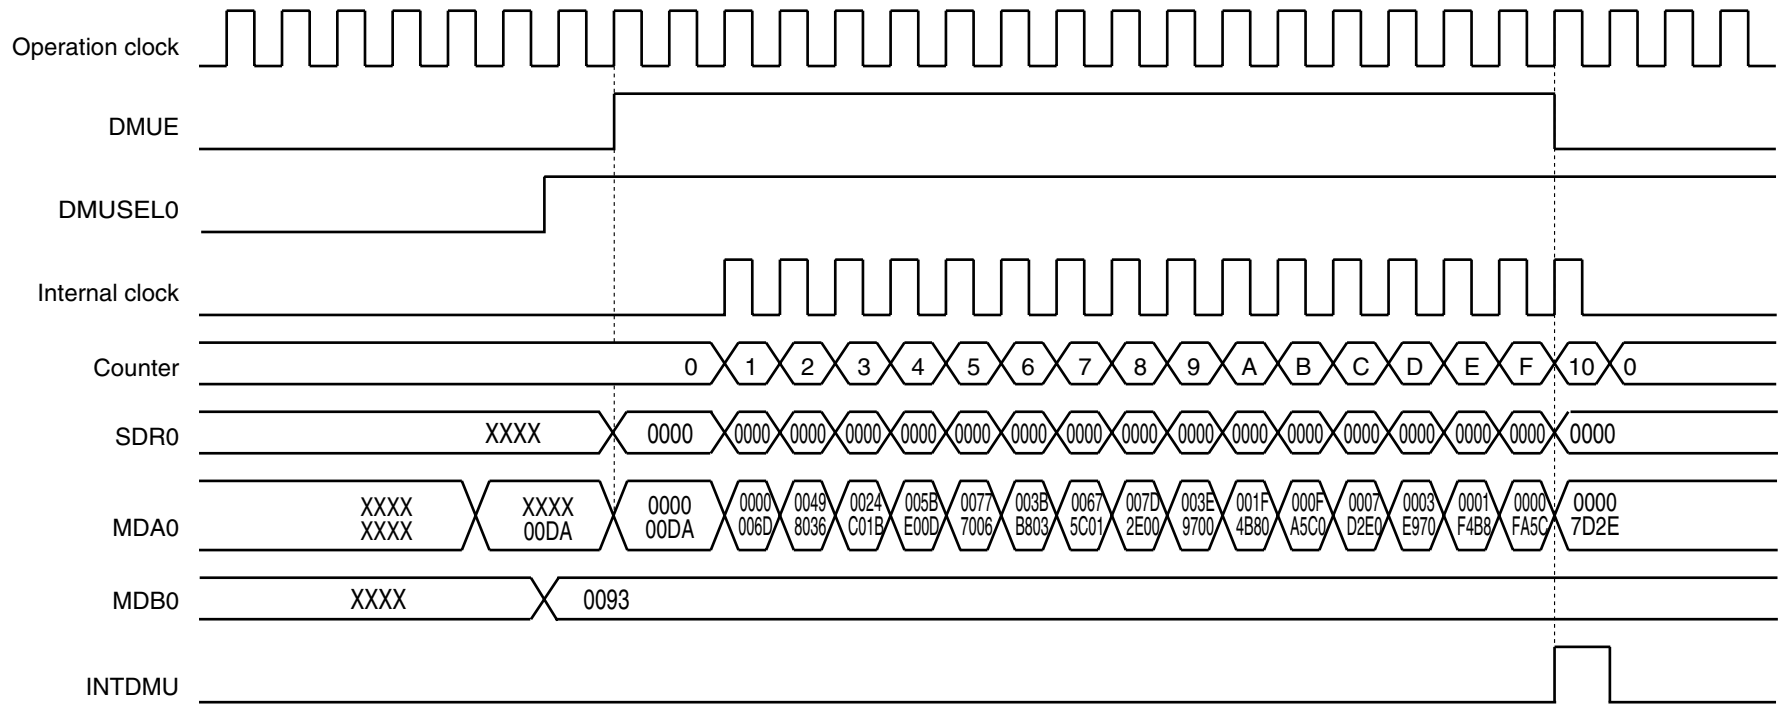 Operation clock
DMUE
DMUSEL0
Internal clock
Counter 0 1 2 3 4 5 6 7 8 9 A B C D E F 10 0
SDR0 XXXX 0000 0000 0000 0000 0000 0000 0000 0000 0000 0000 0000 0000 0000 0000 0000 0000 0000
XXXX XXXX 0000 0000 0049 0024 005B 0077 003B 0067 007D 003E 001F 000F 0007 0003 0001 0000 0000
MDA0 XXXX 00DA 00DA 006D 8036 C01B E00D 7006 B803 5C01 2E00 9700 4B80 A5C0 D2E0 E970 F4B8 FA5C 7D2E
MDB0 XXXX 0093
INTDMU